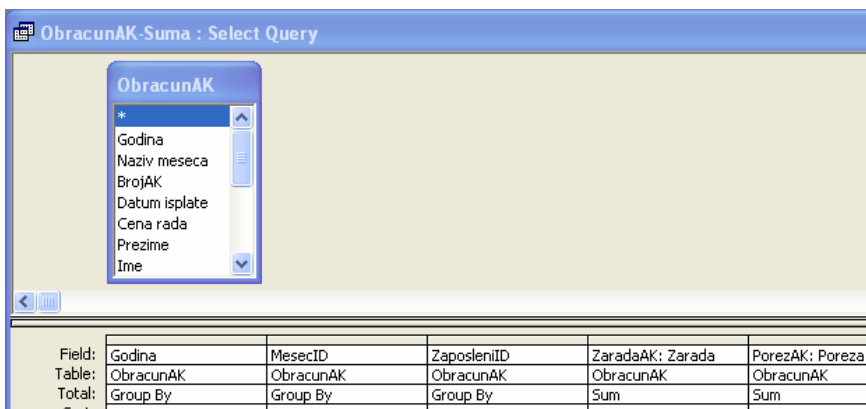 ObracunAK-Suma : Select Query
ObracunAK
*
Godina
Naziv meseca
BrojAK
Datum isplate
Cena rada
Prezime
Ime
Field: Godina MesecID ZaposleniID ZaradaAK: Zarada PorezAK: Poreza
Table: ObracunAK ObracunAK ObracunAK ObracunAK ObracunAK
Total: Group By Group By Group By Sum Sum